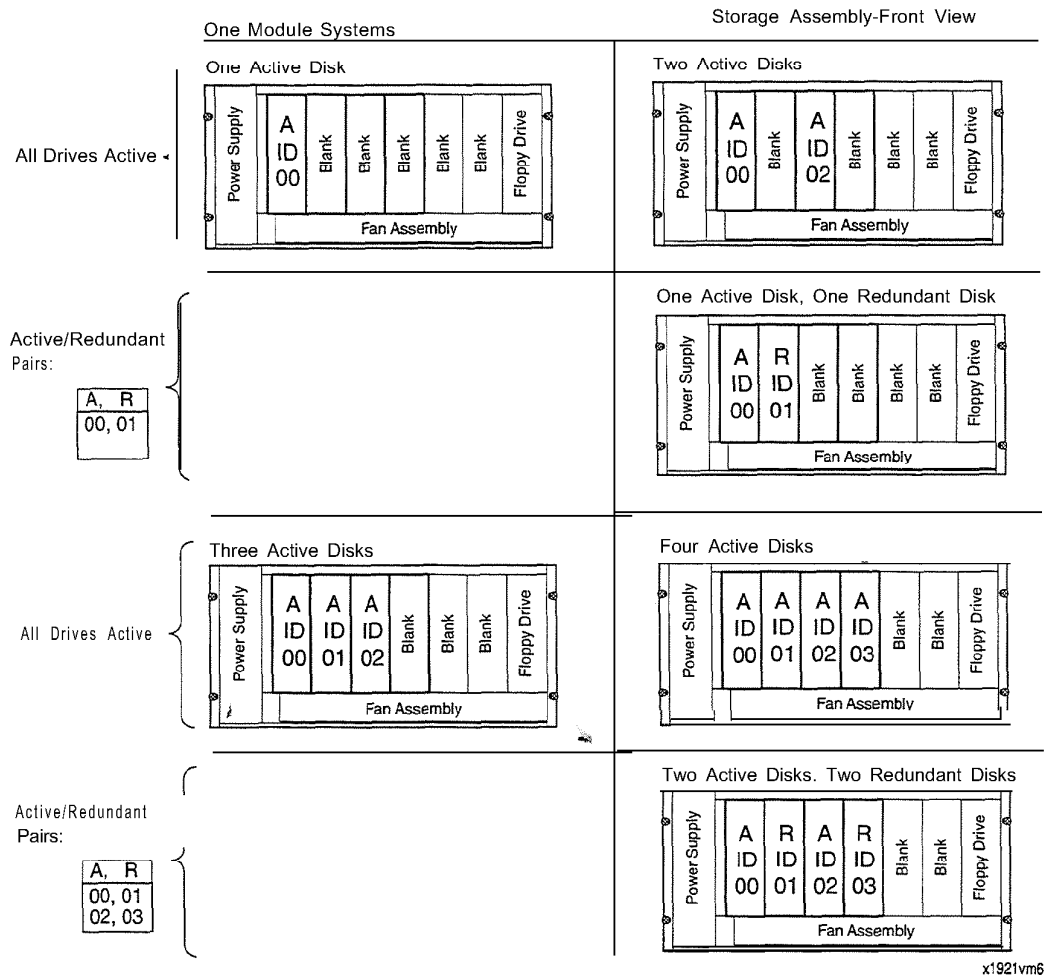 One Module Systems
Storage Assembly-Front View
One Active Disk
Two Active Disks
All Drives Active
Power Supply
A ID 00
Blank
Blank
Blank
Blank
Blank
Floppy Drive
Fan Assembly
Power Supply
A ID 00
Blank
A ID 02
Blank
Blank
Blank
Floppy Drive
Fan Assembly
One Active Disk, One Redundant Disk
Active/Redundant
Pairs:
A, R
00, 01
Power Supply
A ID 00
R ID 01
Blank
Blank
Blank
Blank
Floppy Drive
Fan Assembly
Three Active Disks
Four Active Disks
All Drives Active
Power Supply
A ID 00
A ID 01
A ID 02
Blank
Blank
Blank
Floppy Drive
Fan Assembly
Power Supply
A ID 00
A ID 01
A ID 02
A ID 03
Blank
Blank
Floppy Drive
Fan Assembly
Two Active Disks. Two Redundant Disks
Active/Redundant
Pairs:
A, R
00, 01
02, 03
Power Supply
A ID 00
R ID 01
A ID 02
R ID 03
Blank
Blank
Floppy Drive
Fan Assembly
x1921vm6